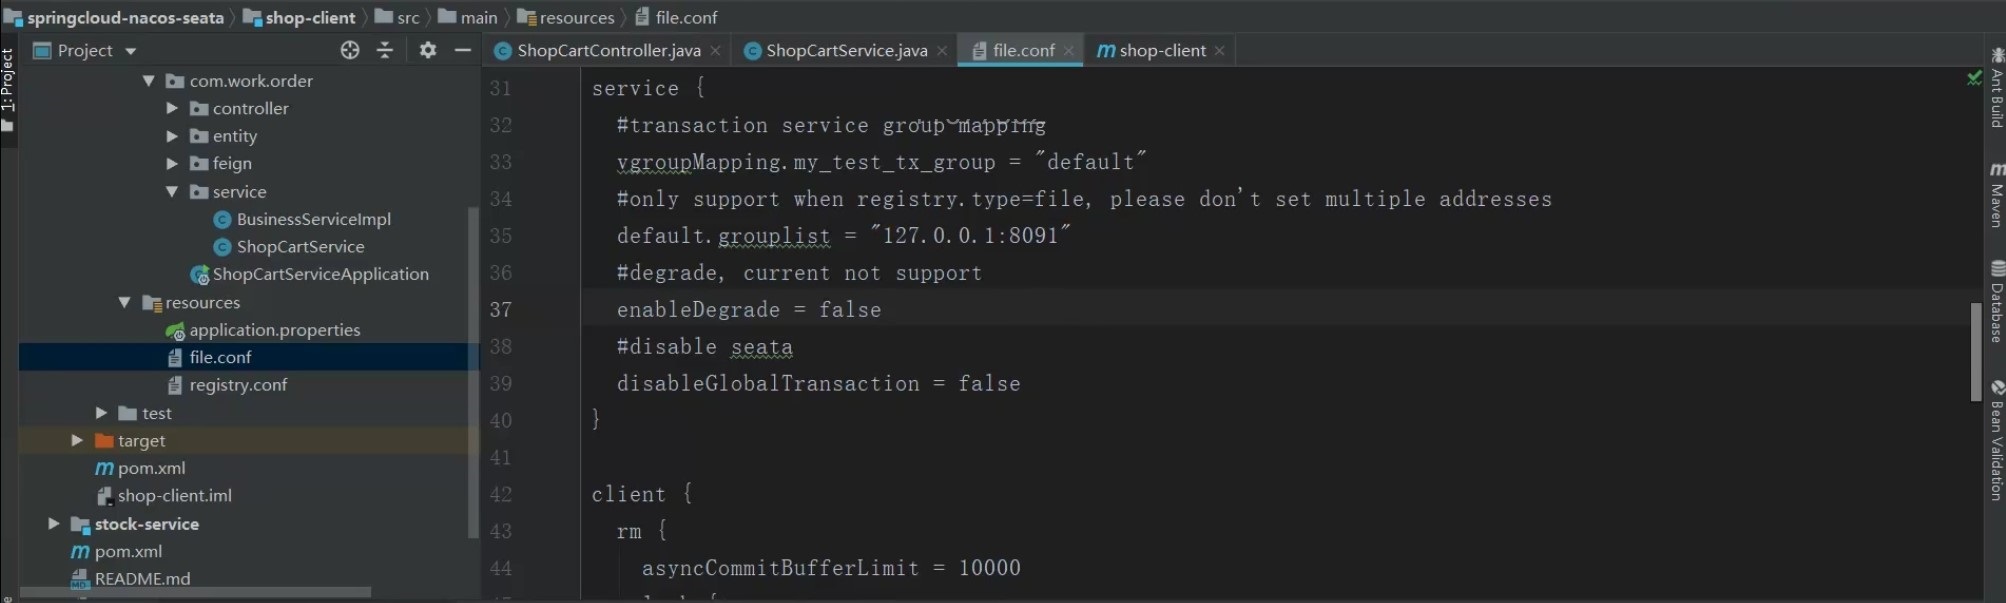 springcloud-nacos-seata shop-client src main resources file.conf
Project
ShopCartController.java ShopCartService.java file.conf shop-client
1: Project
com.work.order
controller
entity
feign
service
BusinessServiceImpl
ShopCartService
ShopCartServiceApplication
resources
application.properties
file.conf
registry.conf
test
target
pom.xml
shop-client.iml
stock-service
pom.xml
README.md
31 service {
32 #transaction service group mapping
33 vgroupMapping.my_test_tx_group = "default"
34 #only support when registry.type=file, please don't set multiple addresses
35 default.grouplist = "127.0.0.1:8091"
36 #degrade, current not support
37 enableDegrade = false
38 #disable seata
39 disableGlobalTransaction = false
40 }
41
42 client {
43 rm {
44 asyncCommitBufferLimit = 10000
Ant Build
Maven
Database
Bean Validation